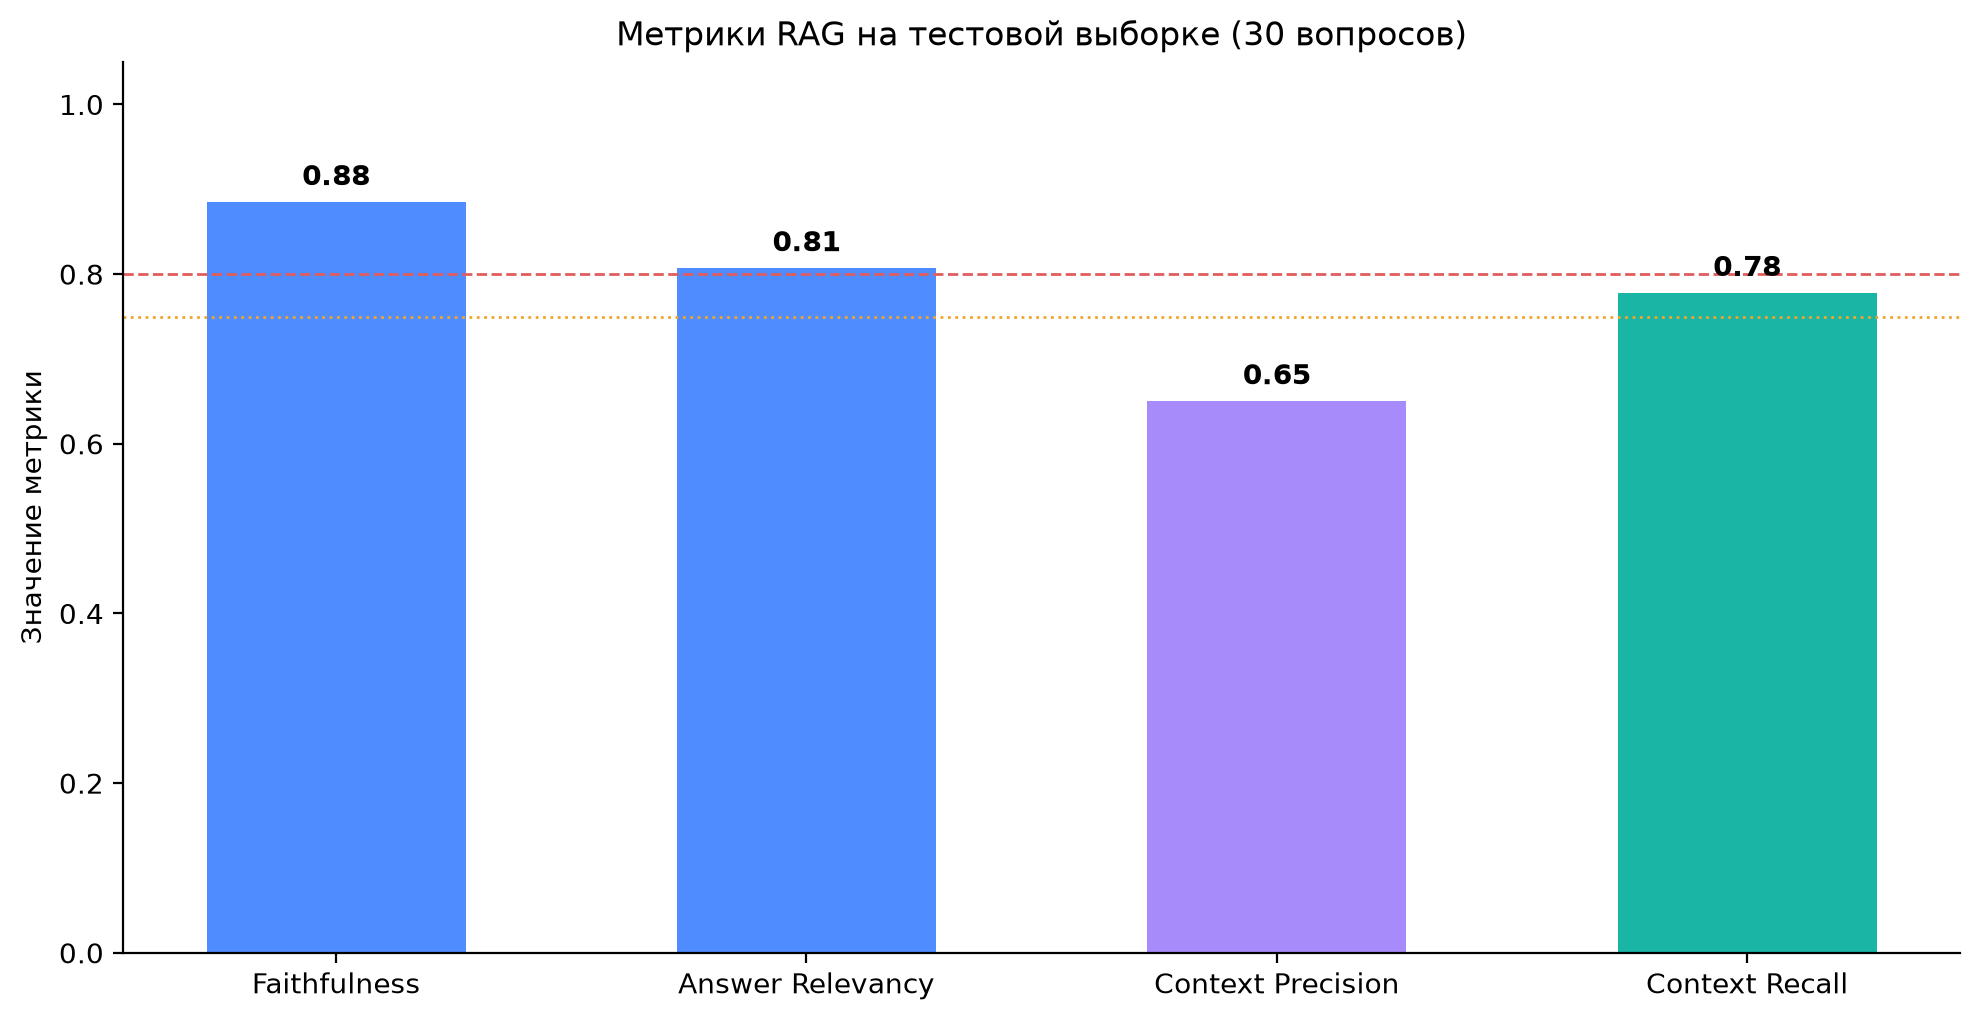 Метрики RAG на тестовой выборке (30 вопросов)
Значение метрики
1.0
0.8
0.6
0.4
0.2
0.0
0.88
0.81
0.65
0.78
Faithfulness
Answer Relevancy
Context Precision
Context Recall